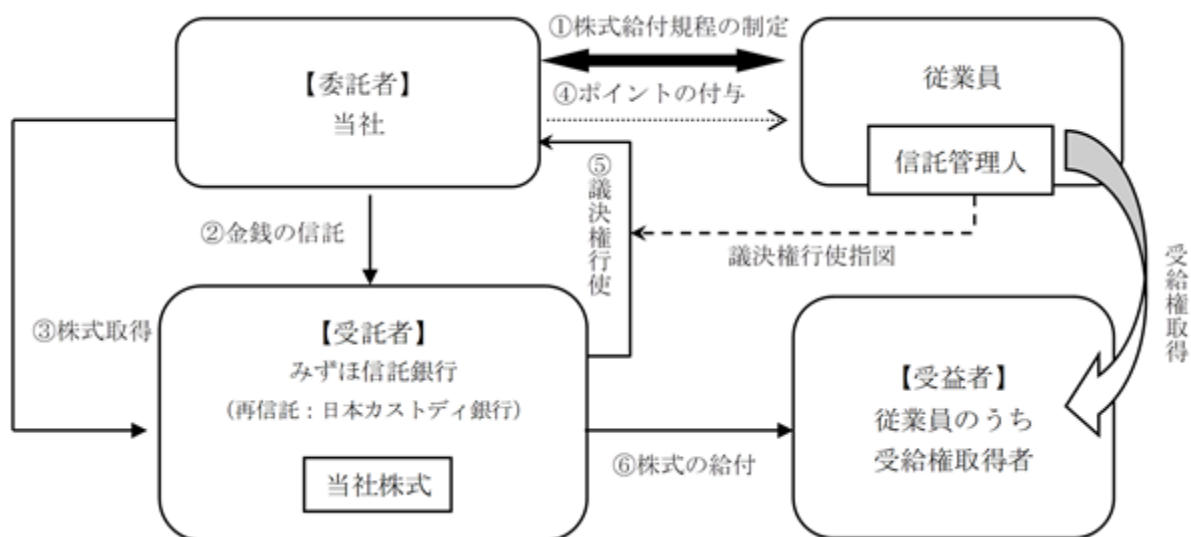 ①株式給付規程の制定
【委託者】
当社
④ポイントの付与
従業員
信託管理人
②金銭の信託
⑤議決権行使
議決権行使指図
受給権取得
③株式取得
【受託者】
みずほ信託銀行
(再信託:日本カストディ銀行)
当社株式
⑥株式の給付
【受益者】
従業員のうち
受給権取得者